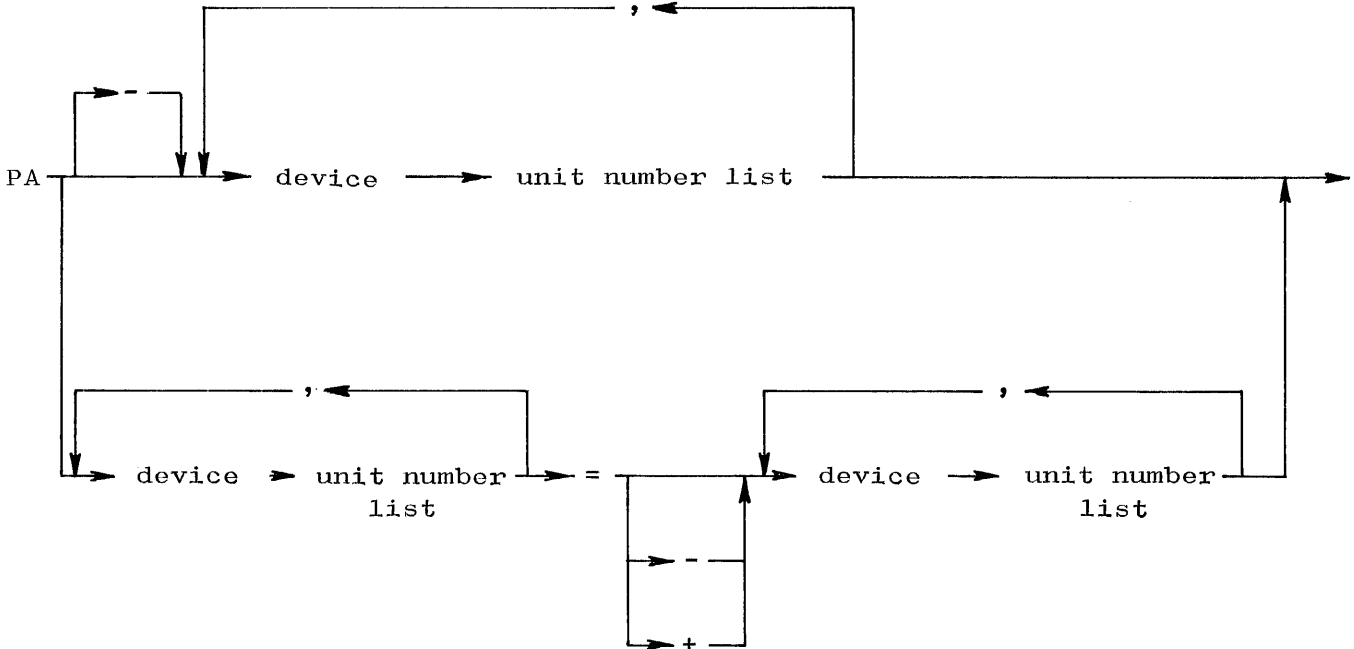 ,
-
PA device unit number list
, ,
device unit number = device unit number
list list
-
+